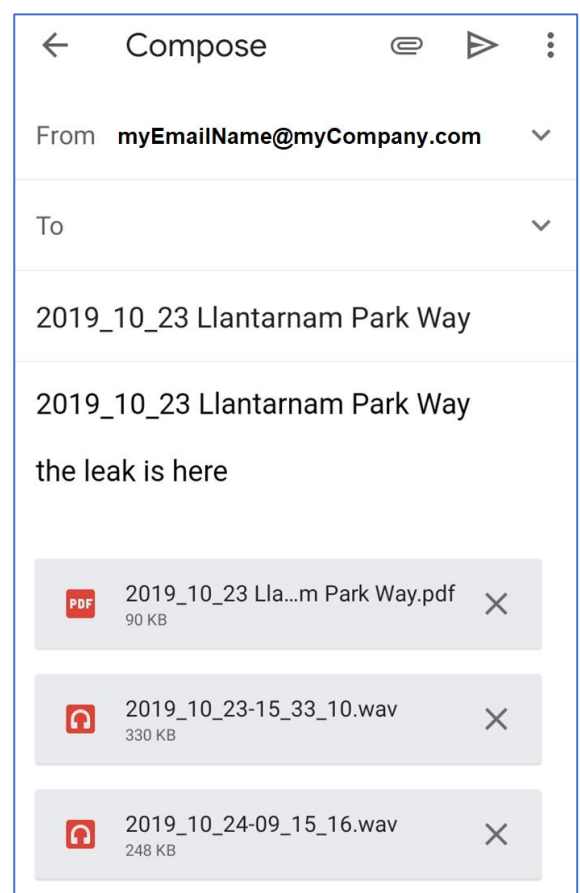 Compose
From myEmailName@myCompany.com
To
2019_10_23 Llantarnam Park Way
2019_10_23 Llantarnam Park Way
the leak is here
PDF
2019_10_23 Lla...m Park Way.pdf
90 KB
2019_10_23-15_33_10.wav
330 KB
2019_10_24-09_15_16.wav
248 KB